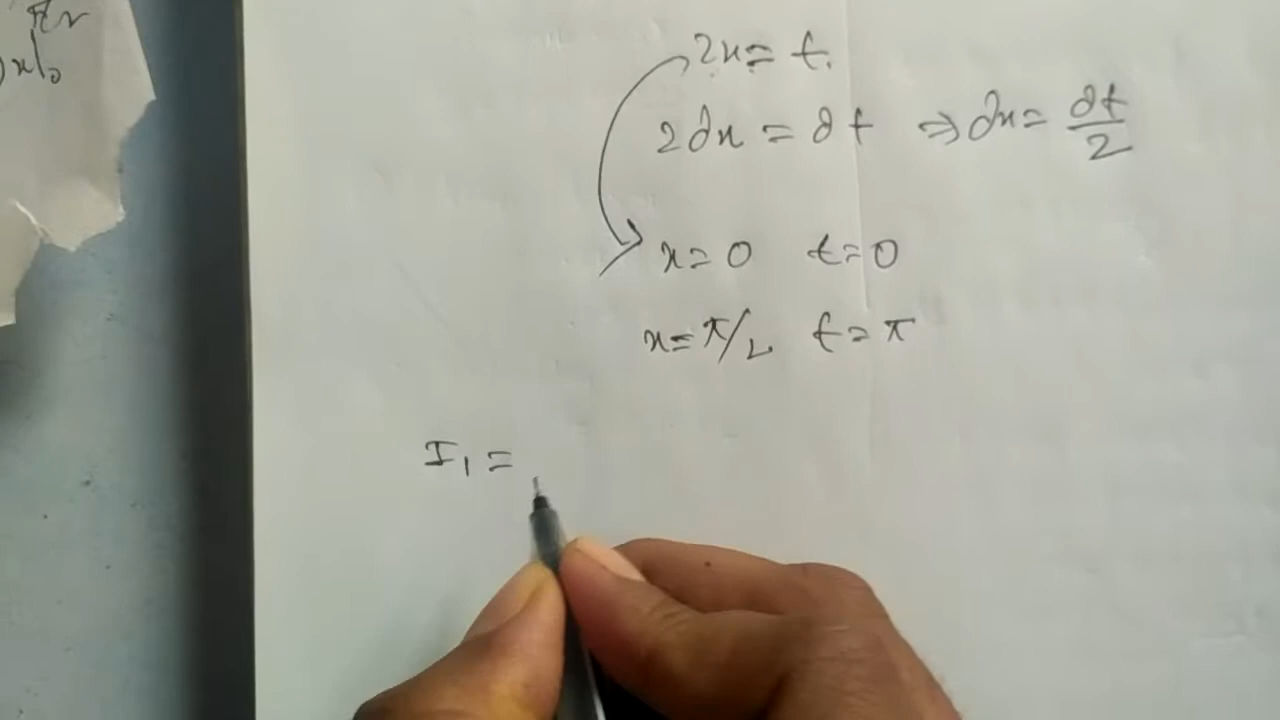 2x = t.
2dx = dt ⇒ dx = dt/2
x = 0 t = 0
x = π/2 t = π
I₁ =